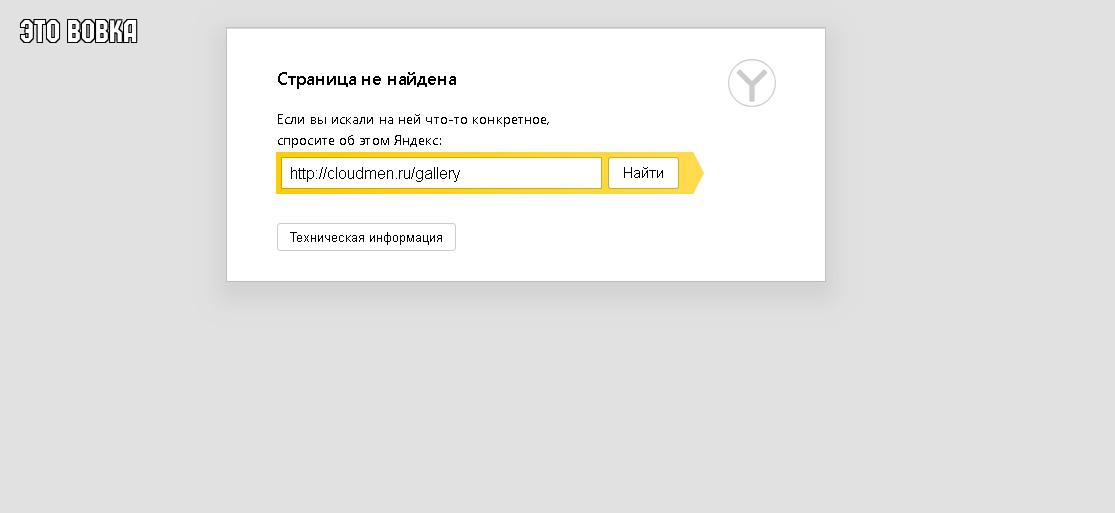 ЭТО ВОВКА
Страница не найдена
Если вы искали на ней что-то конкретное,
спросите об этом Яндекс:
http://cloudmen.ru/gallery
Найти
Техническая информация